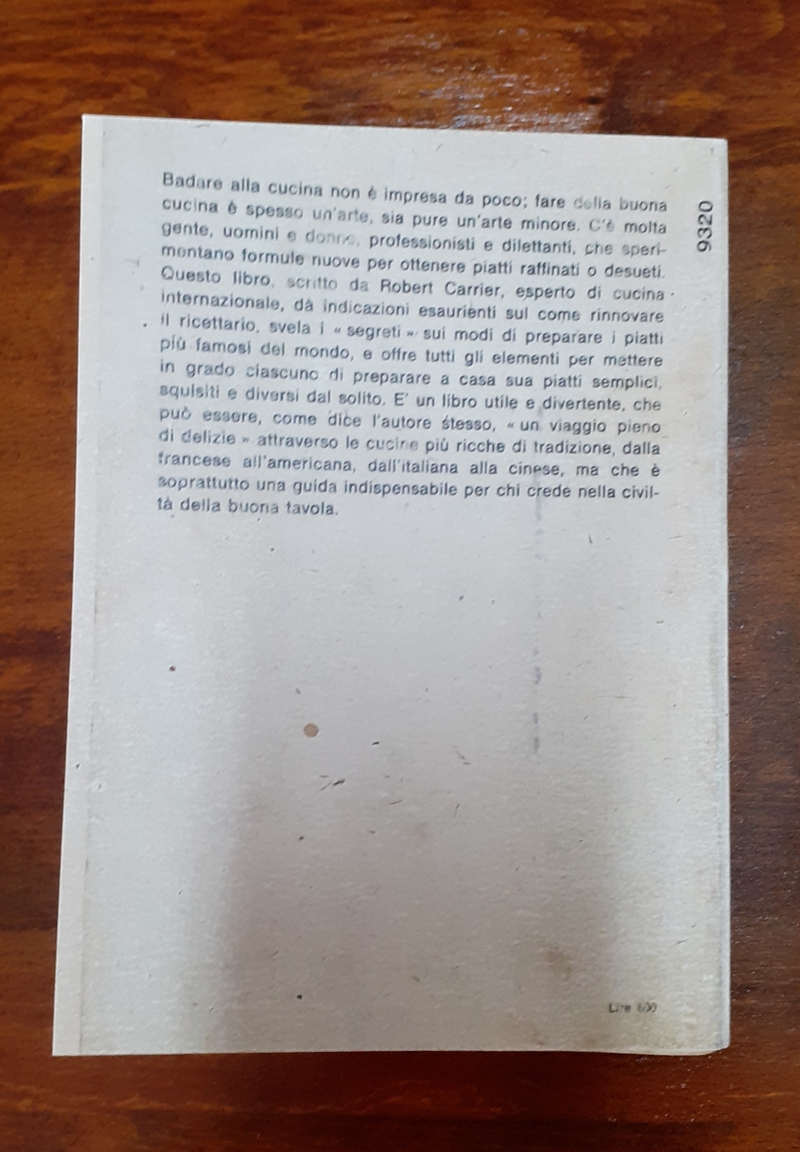 Badare alla cucina non è impresa da poco; fare della buona
cucina è spesso un'arte, sia pure un'arte minore. C'è molta
gente, uomini e donne, professionisti e dilettanti, che speri-
mentano formule nuove per ottenere piatti raffinati o desueti.
Questo libro, scritto da Robert Carrier, esperto di cucina
internazionale, dà indicazioni esaurienti sul come rinnovare
il ricettario, svela i « segreti » sui modi di preparare i piatti
più famosi del mondo, e offre tutti gli elementi per mettere
in grado ciascuno di preparare a casa sua piatti semplici,
squisiti e diversi dal solito. E' un libro utile e divertente, che
può essere, come dice l'autore stesso, « un viaggio pieno
di delizie » attraverso le cucine più ricche di tradizione, dalla
francese all'americana, dall'italiana alla cinese, ma che è
soprattutto una guida indispensabile per chi crede nella civil-
tà della buona tavola.
9320
Lire 600